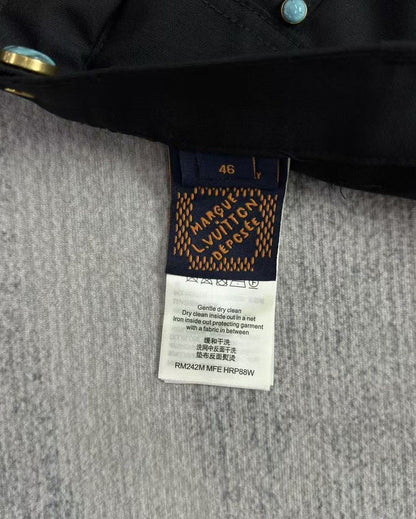 46
MARQUE
L.VUITTON
DÉPOSÉE
Gentle dry clean
Dry clean inside out in a net
Iron inside out protecting garment
with a fabric in between
缓和干洗
洗网中反面干洗
垫布反面熨烫
RM242M MFE HRP88W